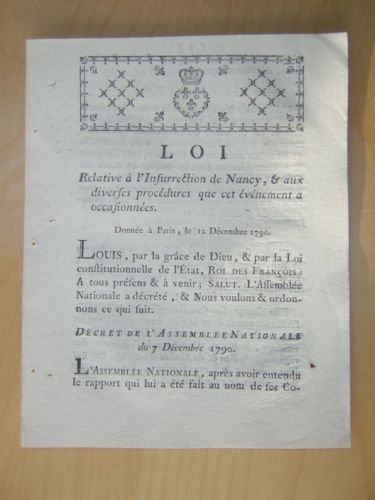 LOI
Relative à l'Insurrection de Nancy, & aux
diverses procédures que cet événement a
occasionnées.
Donnée à Paris, le 12 Décembre 1790.
LOUIS, par la grâce de Dieu, & par la Loi
constitutionnelle de l'État, ROI DES FRANÇOIS:
A tous présens & à venir; SALUT. L'Assemblée
Nationale a décrété, & Nous voulons & ordon-
nons ce qui suit.
DÉCRET DE L'ASSEMBLÉE NATIONALE
du 7 Décembre 1790.
L'ASSEMBLÉE NATIONALE, après avoir entendu
le rapport qui lui a été fait au nom de ses Co-